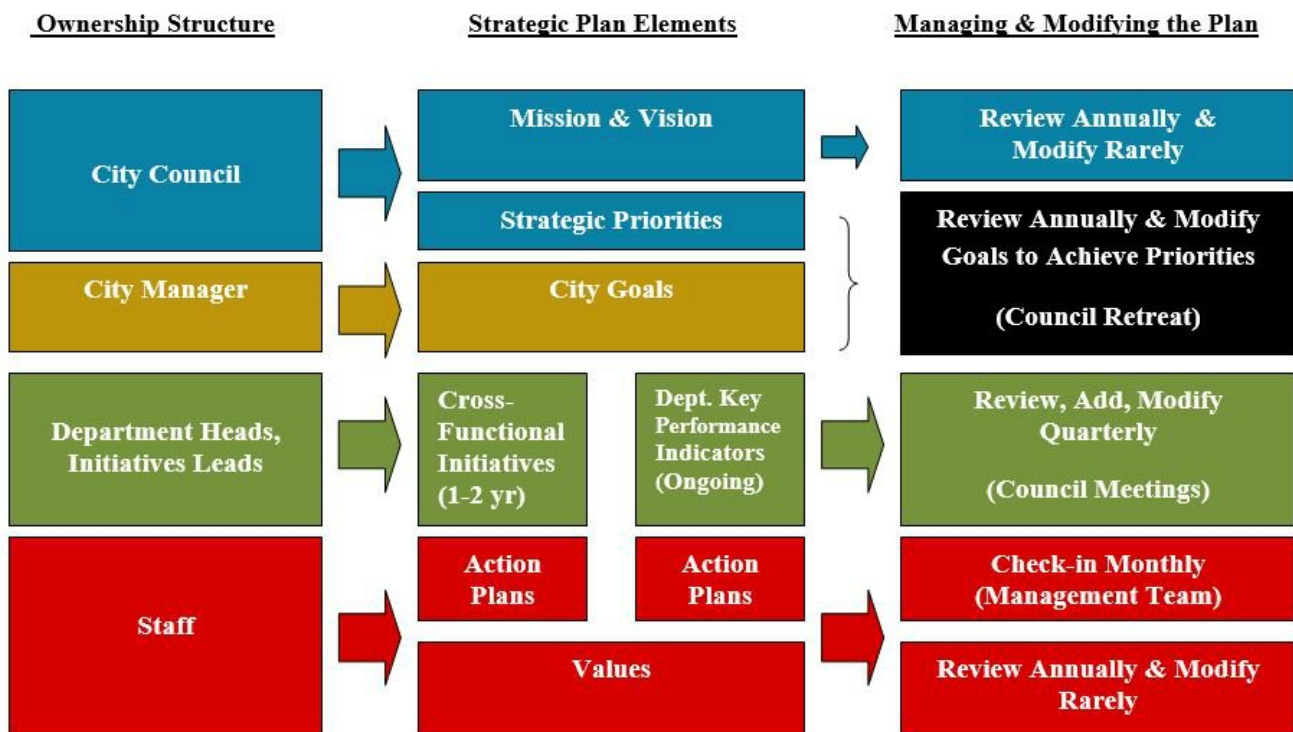 Ownership Structure
Strategic Plan Elements
Managing & Modifying the Plan
City Council
Mission & Vision
Review Annually &
Modify Rarely
Strategic Priorities
Review Annually & Modify
Goals to Achieve Priorities
(Council Retreat)
City Manager
City Goals
Department Heads,
Initiatives Leads
Cross-
Functional
Initiatives
(1-2 yr)
Dept. Key
Performance
Indicators
(Ongoing)
Review, Add, Modify
Quarterly
(Council Meetings)
Staff
Action
Plans
Action
Plans
Check-in Monthly
(Management Team)
Values
Review Annually & Modify
Rarely